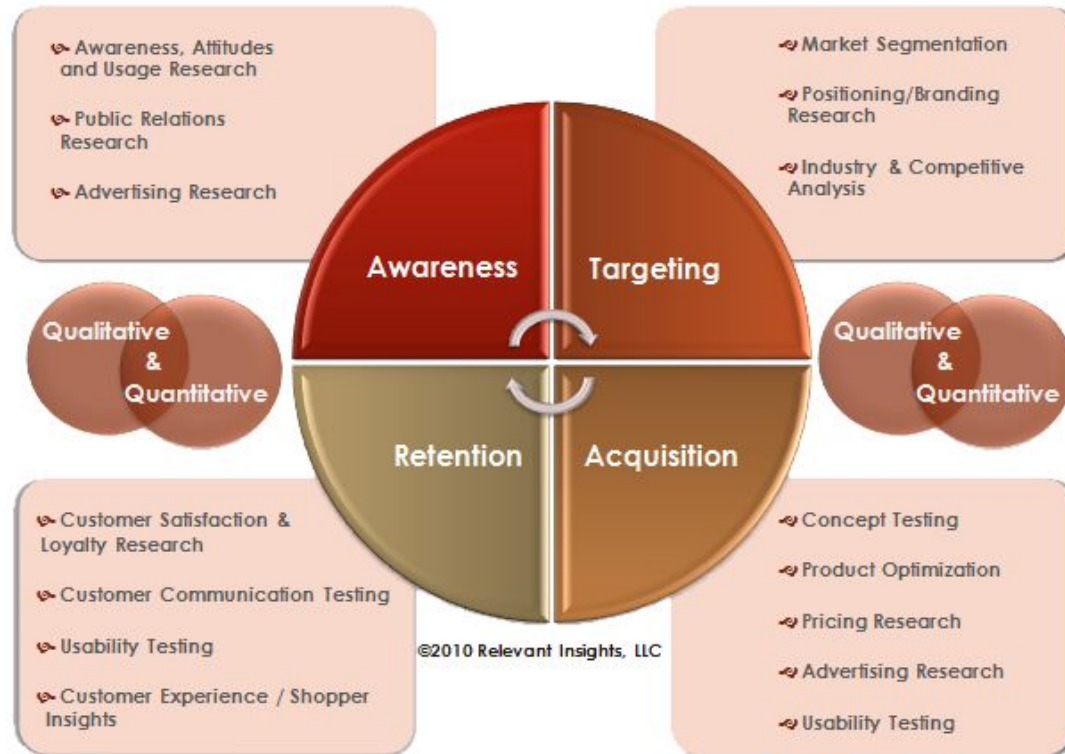 Awareness, Attitudes
and Usage Research
Public Relations
Research
Advertising Research
Market Segmentation
Positioning/Branding
Research
Industry & Competitive
Analysis
Awareness
Targeting
Qualitative
&
Quantitative
Qualitative
&
Quantitative
Retention
Acquisition
Customer Satisfaction &
Loyalty Research
Customer Communication Testing
Usability Testing
Customer Experience / Shopper
Insights
Concept Testing
Product Optimization
Pricing Research
Advertising Research
Usability Testing
©2010 Relevant Insights, LLC